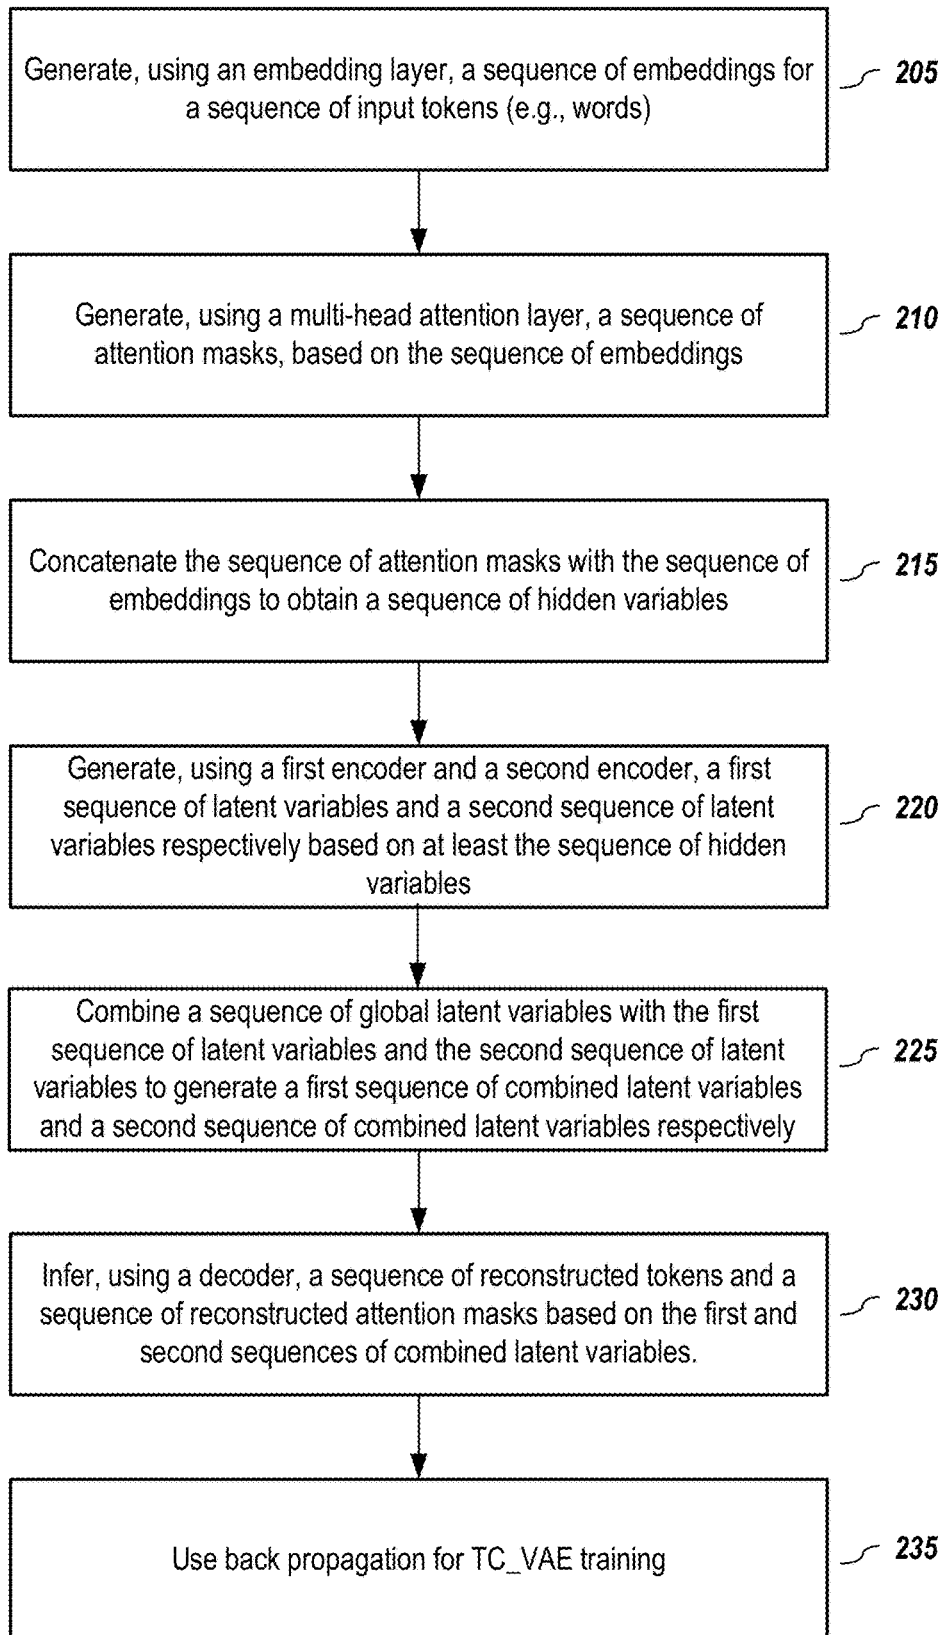 Generate, using an embedding layer, a sequence of embeddings for
a sequence of input tokens (e.g., words)
205
Generate, using a multi-head attention layer, a sequence of
attention masks, based on the sequence of embeddings
210
Concatenate the sequence of attention masks with the sequence of
embeddings to obtain a sequence of hidden variables
215
Generate, using a first encoder and a second encoder, a first
sequence of latent variables and a second sequence of latent
variables respectively based on at least the sequence of hidden
variables
220
Combine a sequence of global latent variables with the first
sequence of latent variables and the second sequence of latent
variables to generate a first sequence of combined latent variables
and a second sequence of combined latent variables respectively
225
Infer, using a decoder, a sequence of reconstructed tokens and a
sequence of reconstructed attention masks based on the first and
second sequences of combined latent variables.
230
Use back propagation for TC_VAE training
235